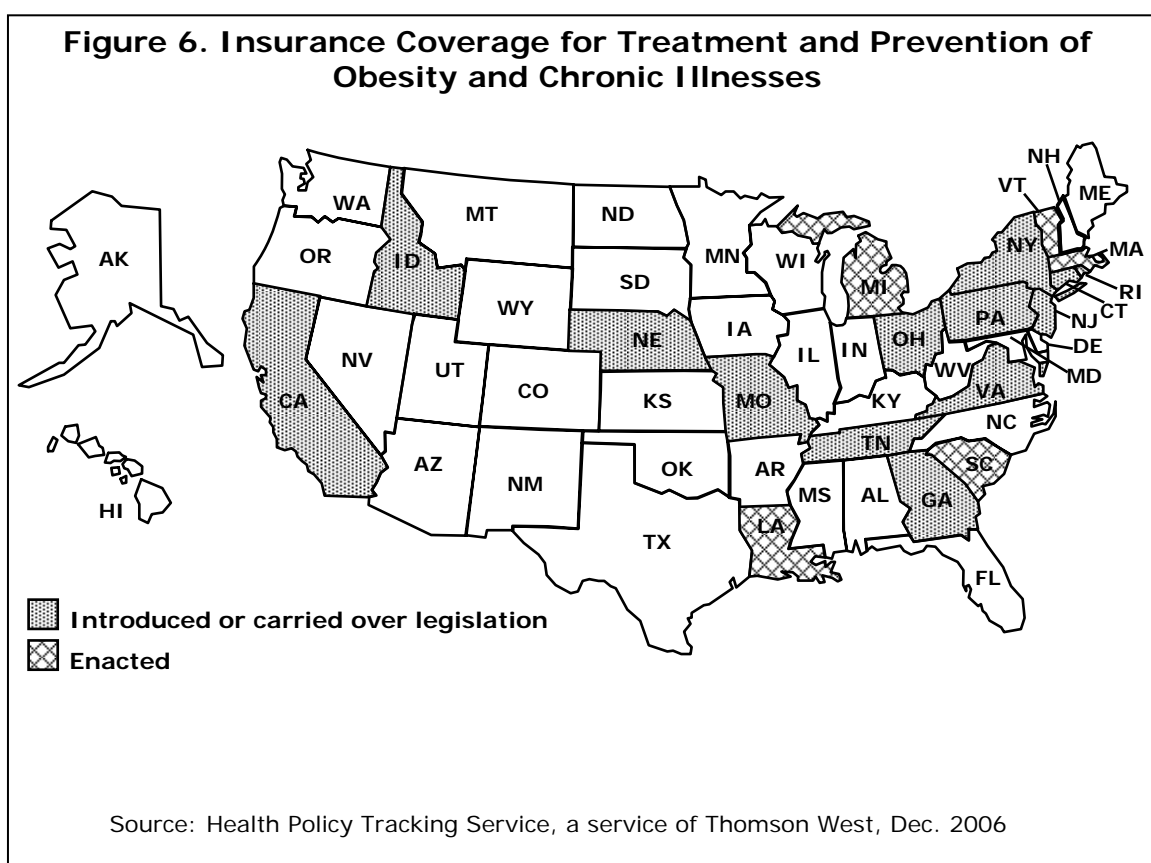 Figure 6. Insurance Coverage for Treatment and Prevention of
Obesity and Chronic Illnesses
NH
VT
ME
WA
MT
ND
MN
NY
MA
AK
OR
ID
WI
SD
MI
RI
WY
CT
PA
NJ
IA
NE
OH
DE
NV
IL
IN
UT
WV
MD
CO
VA
CA
KS
MO
KY
NC
TN
AZ
OK
AR
SC
NM
MS
AL
GA
HI
LA
TX
FL
Introduced or carried over legislation
Enacted
Source: Health Policy Tracking Service, a service of Thomson West, Dec. 2006